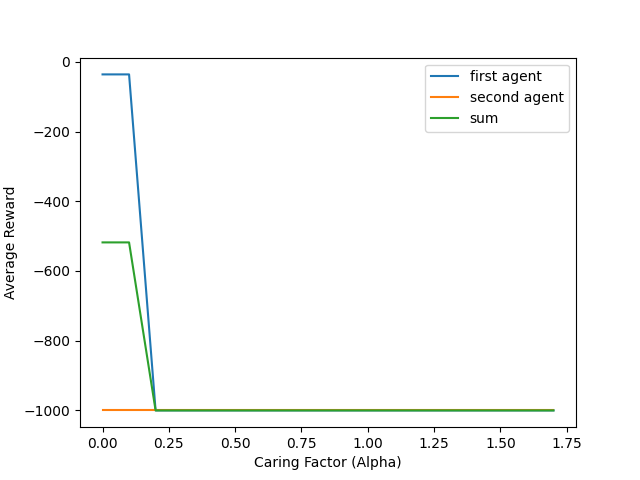 0
−200
−400
−600
−800
−1000
Average Reward
first agent
second agent
sum
0.00 0.25 0.50 0.75 1.00 1.25 1.50 1.75
Caring Factor (Alpha)